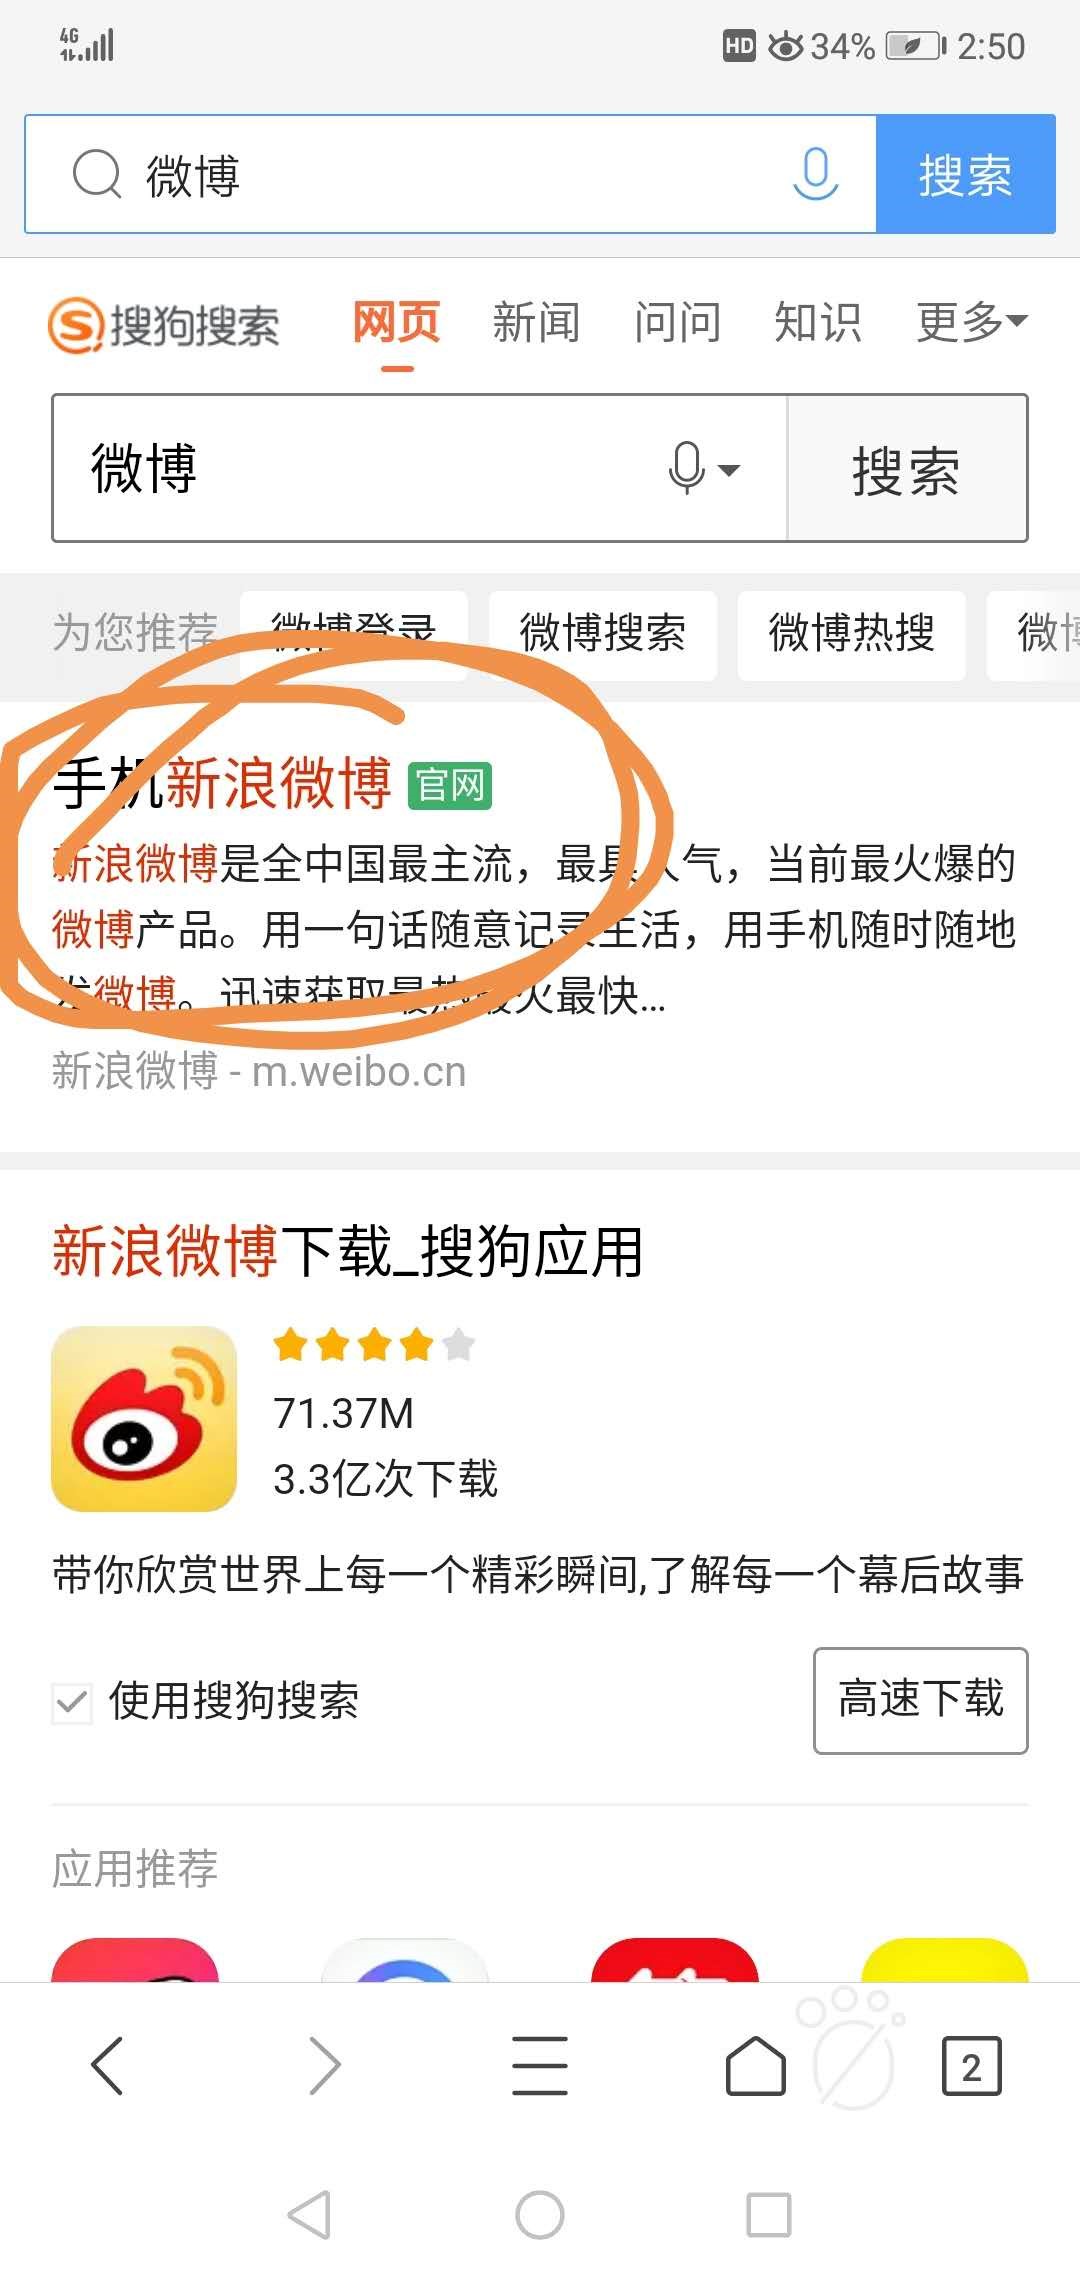 4G
HD 34% 2:50
微博 搜索
搜狗搜索 网页 新闻 问问 知识 更多
微博 搜索
为您推荐 微博登录 微博搜索 微博热搜
手机新浪微博 官网
新浪微博是全中国最主流，最具人气，当前最火爆的
微博产品。用一句话随意记录生活，用手机随时随地
发微博。迅速获取最热最火最快...
新浪微博 - m.weibo.cn
新浪微博下载_搜狗应用
71.37M
3.3亿次下载
带你欣赏世界上每一个精彩瞬间,了解每一个幕后故事
使用搜狗搜索 高速下载
应用推荐
2